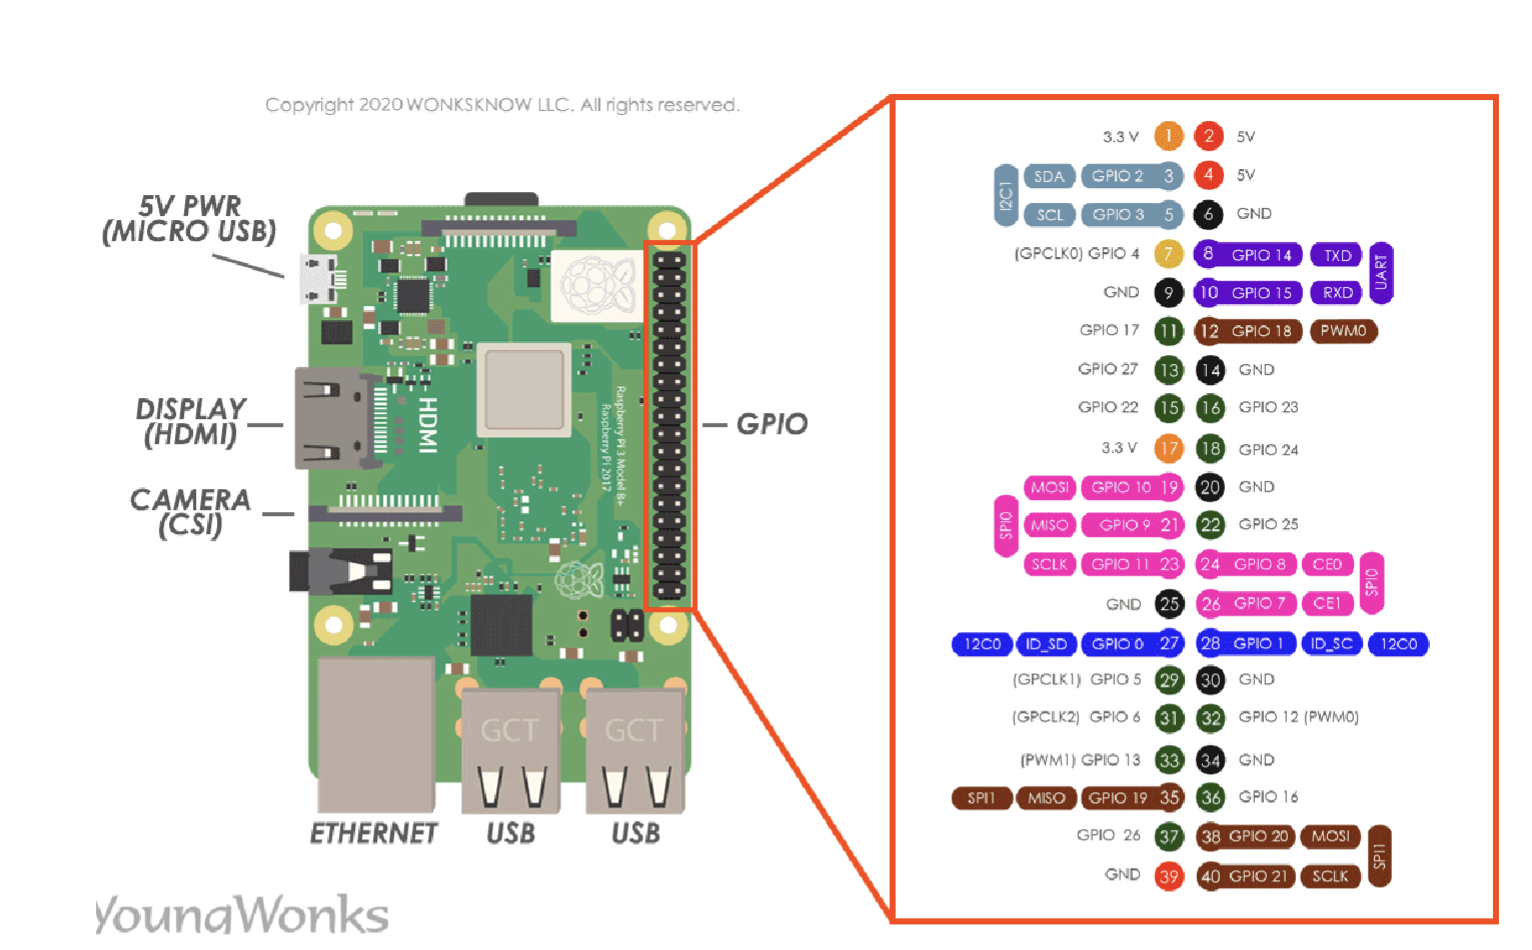 Copyright 2020 WONKSKNOW LLC. All rights reserved.
5V PWR
(MICRO USB)
DISPLAY
(HDMI)
CAMERA
(CSI)
HDMI
Raspberry Pi 3 Model B+
Raspberry Pi 2017
GPIO
GCT
GCT
ETHERNET
USB
USB
YoungWonks
3.3 V 1 2 5V
I2C1
SDA GPIO 2 3 4 5V
SCL GPIO 3 5 6 GND
(GPCLK0) GPIO 4 7 8 GPIO 14 TXD
UART
GND 9 10 GPIO 15 RXD
GPIO 17 11 12 GPIO 18 PWM0
GPIO 27 13 14 GND
GPIO 22 15 16 GPIO 23
3.3 V 17 18 GPIO 24
MOSI GPIO 10 19 20 GND
SPI0
MISO GPIO 9 21 22 GPIO 25
SCLK GPIO 11 23 24 GPIO 8 CE0
SPI0
GND 25 26 GPIO 7 CE1
12C0 ID_SD GPIO 0 27 28 GPIO 1 ID_SC 12C0
(GPCLK1) GPIO 5 29 30 GND
(GPCLK2) GPIO 6 31 32 GPIO 12 (PWM0)
(PWM1) GPIO 13 33 34 GND
SPI1 MISO GPIO 19 35 36 GPIO 16
GPIO 26 37 38 GPIO 20 MOSI
SPI1
GND 39 40 GPIO 21 SCLK